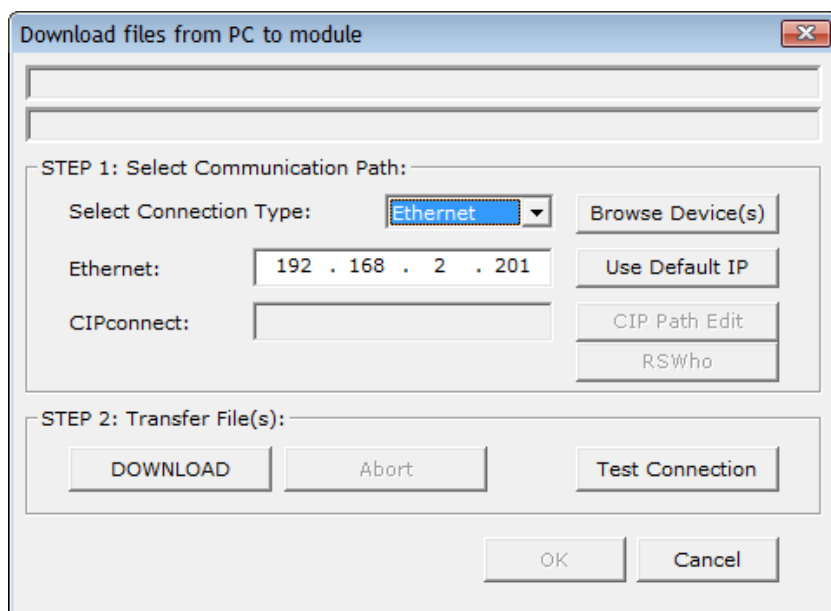 Download files from PC to module
STEP 1: Select Communication Path:
Select Connection Type: Ethernet Browse Device(s)
Ethernet: 192 . 168 . 2 . 201 Use Default IP
CIPconnect: CIP Path Edit
RSWho
STEP 2: Transfer File(s):
DOWNLOAD Abort Test Connection
OK Cancel